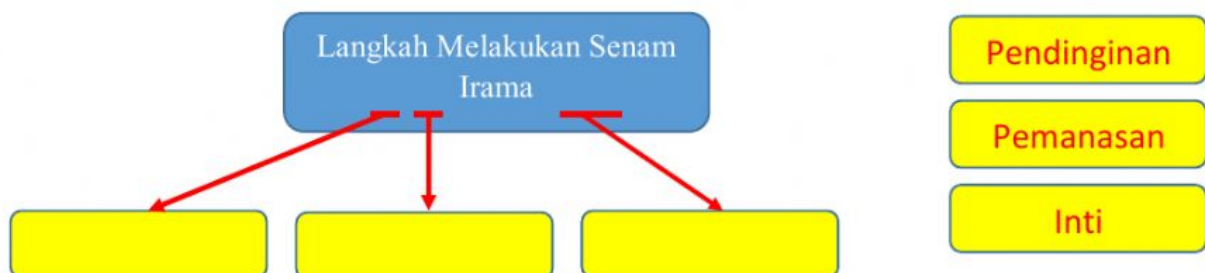 Langkah Melakukan Senam
Irama
Pendinginan
Pemanasan
Inti